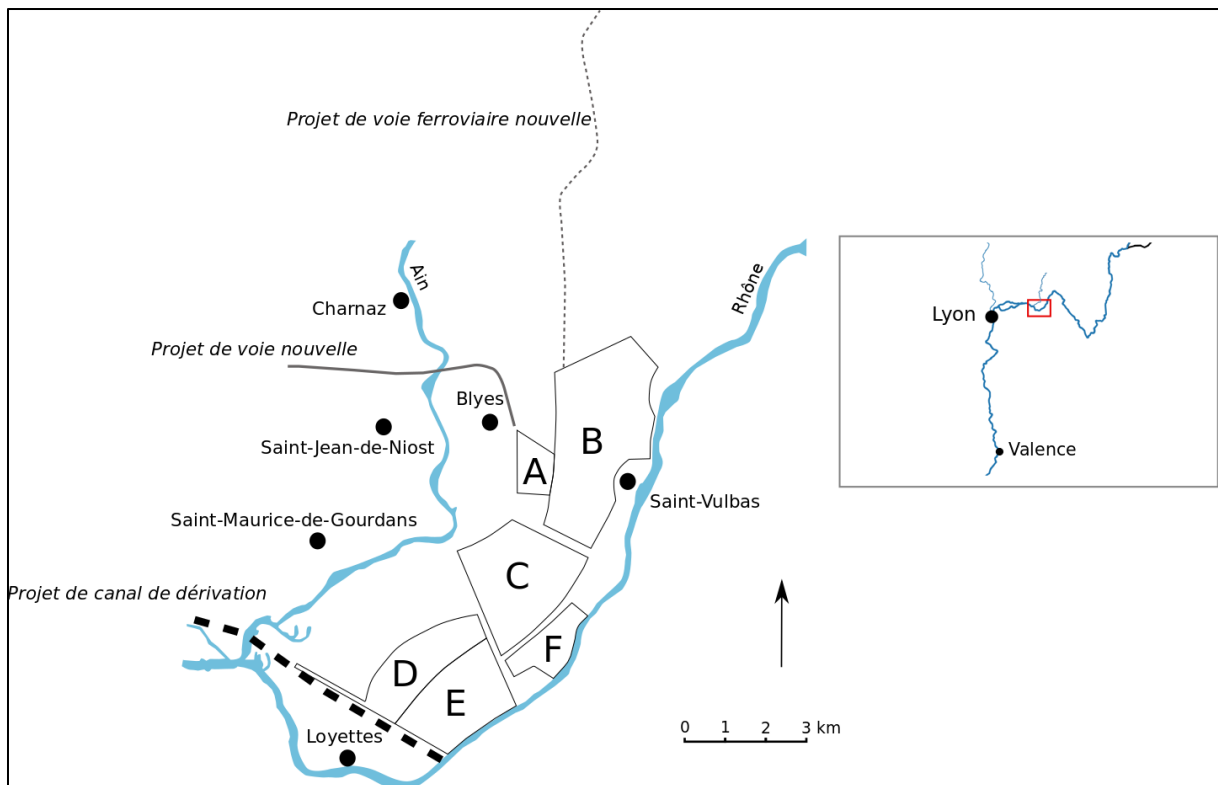 Projet de voie ferroviaire nouvelle
Ain
Rhône
Charnaz
Lyon
Projet de voie nouvelle
Blyes
B
Saint-Jean-de-Niost
Valence
A
Saint-Vulbas
Saint-Maurice-de-Gourdans
C
Projet de canal de dérivation
F
D
E
0 1 2 3 km
Loyettes